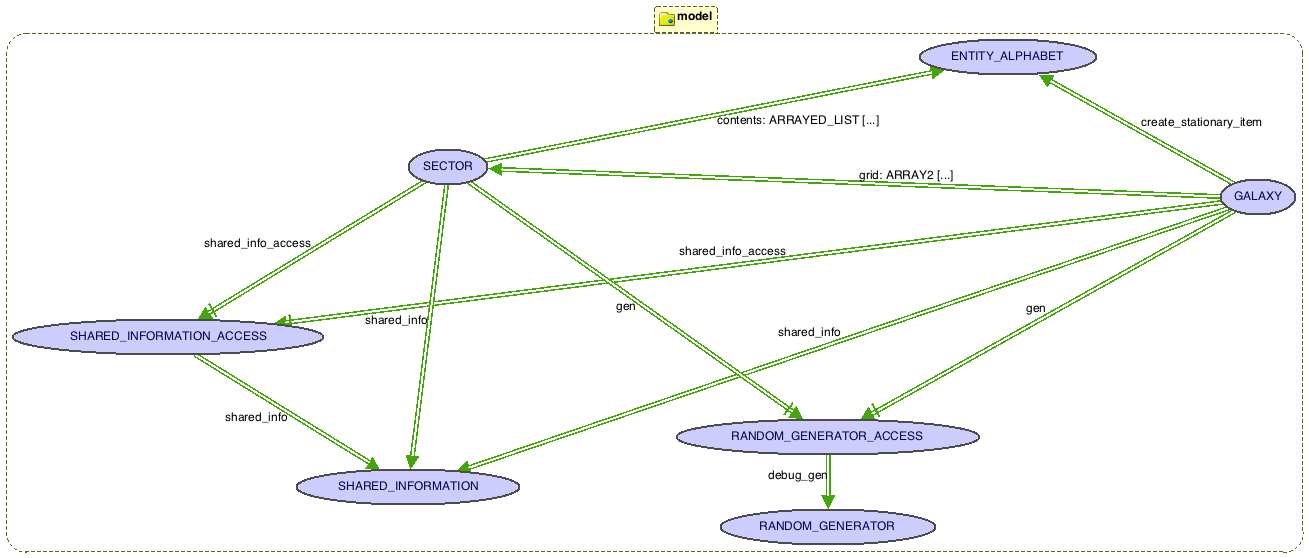 model
ENTITY_ALPHABET
contents: ARRAYED_LIST [...]
create_stationary_item
SECTOR
grid: ARRAY2 [...]
GALAXY
shared_info_access
shared_info_access
gen
shared_info
shared_info
gen
SHARED_INFORMATION_ACCESS
shared_info
RANDOM_GENERATOR_ACCESS
debug_gen
SHARED_INFORMATION
RANDOM_GENERATOR